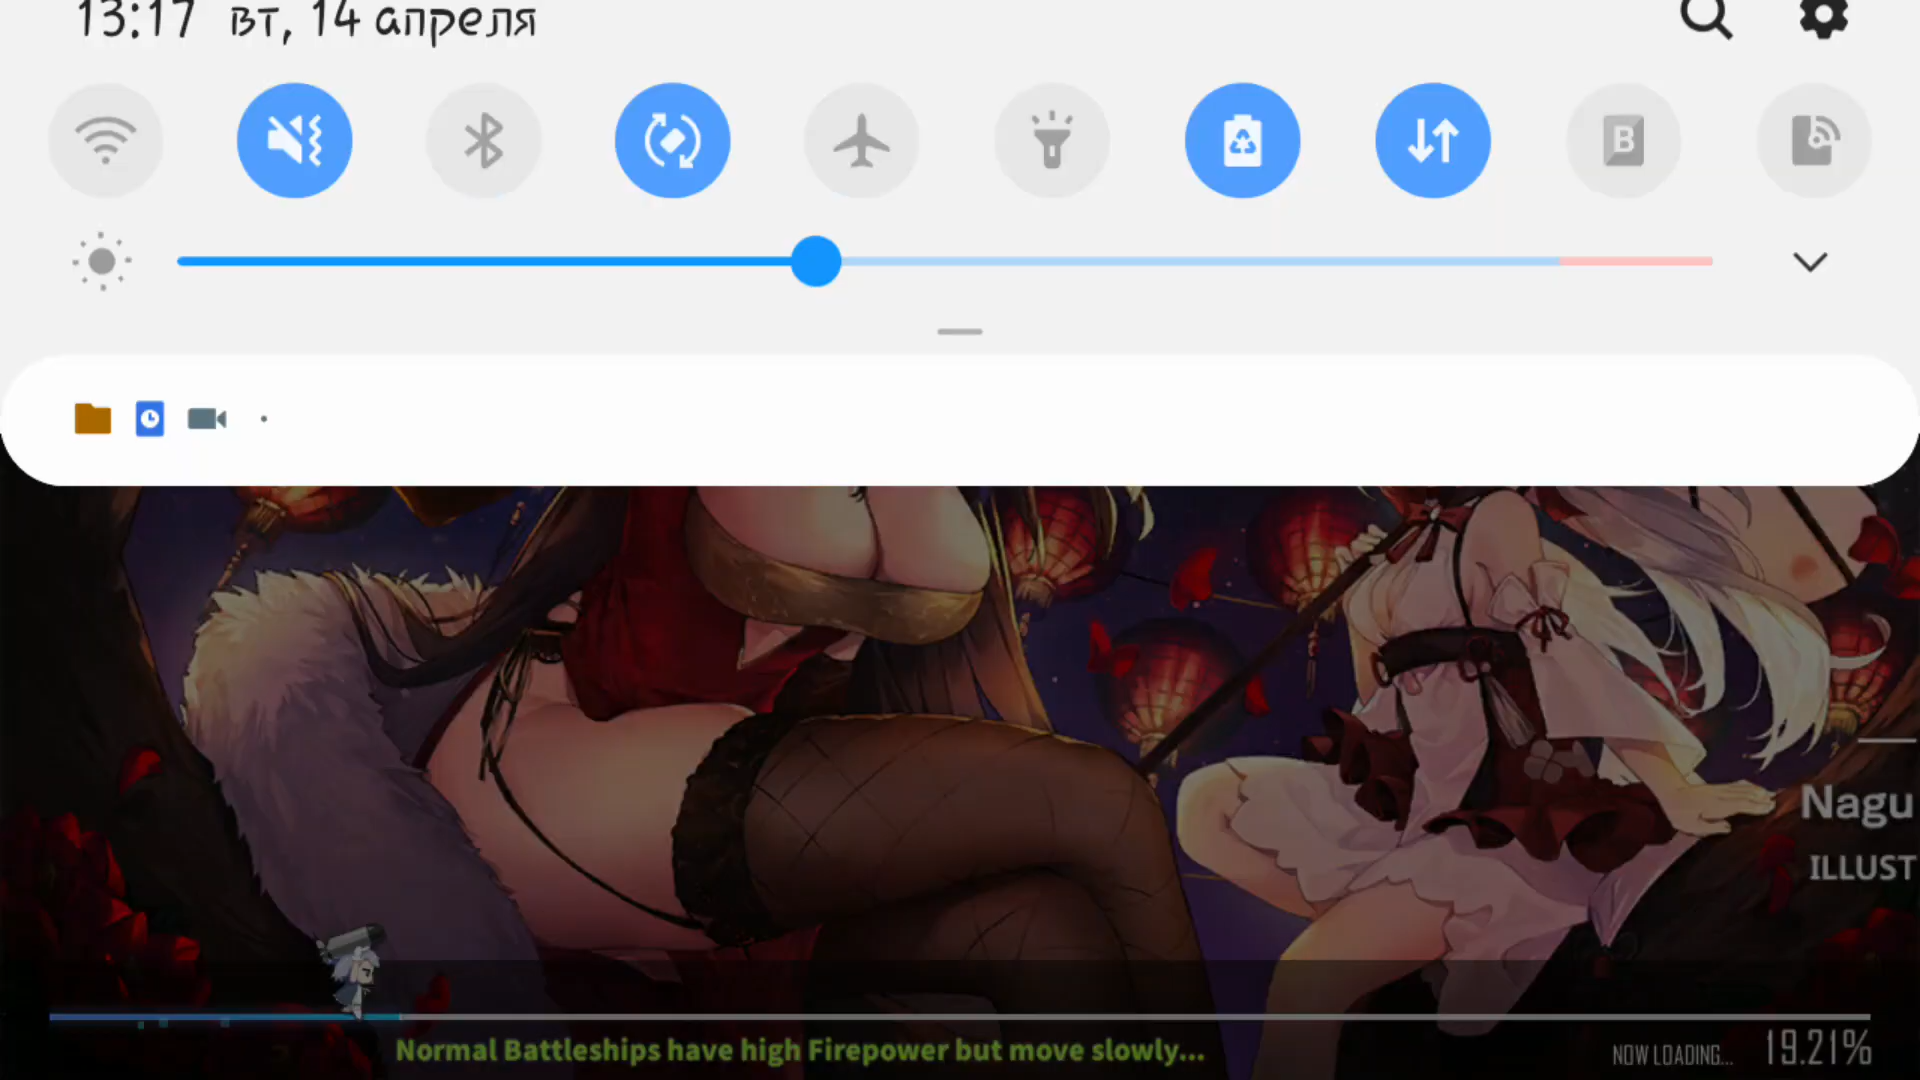 13:17 вт, 14 апреля
B
Nagu
ILLUST
Normal Battleships have high Firepower but move slowly...
NOW LOADING... 19.21%